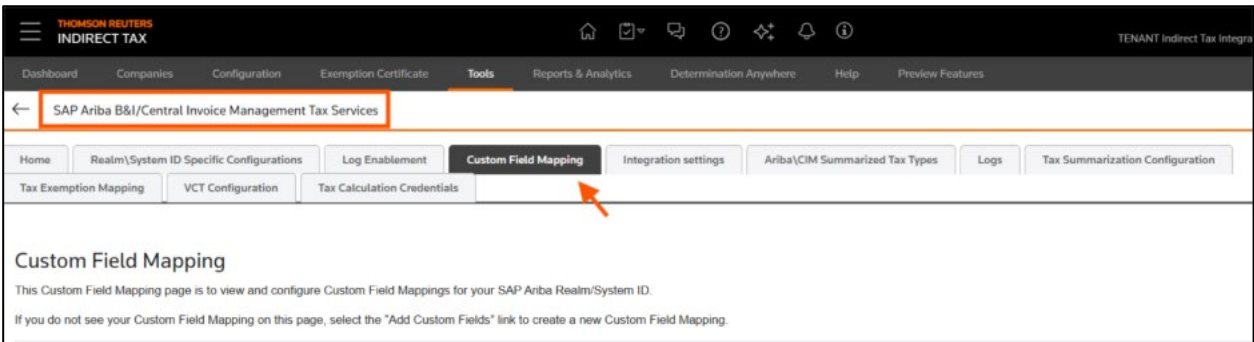 THOMSON REUTERS
INDIRECT TAX
TENANT Indirect Tax Integra
Dashboard Companies Configuration Exemption Certificate Tools Reports & Analytics Determination Anywhere Help Preview Features
SAP Ariba B&I/Central Invoice Management Tax Services
Home Realm\System ID Specific Configurations Log Enablement Custom Field Mapping Integration settings Ariba\CIM Summarized Tax Types Logs Tax Summarization Configuration
Tax Exemption Mapping VCT Configuration Tax Calculation Credentials
Custom Field Mapping
This Custom Field Mapping page is to view and configure Custom Field Mappings for your SAP Ariba Realm/System ID.
If you do not see your Custom Field Mapping on this page, select the "Add Custom Fields" link to create a new Custom Field Mapping.